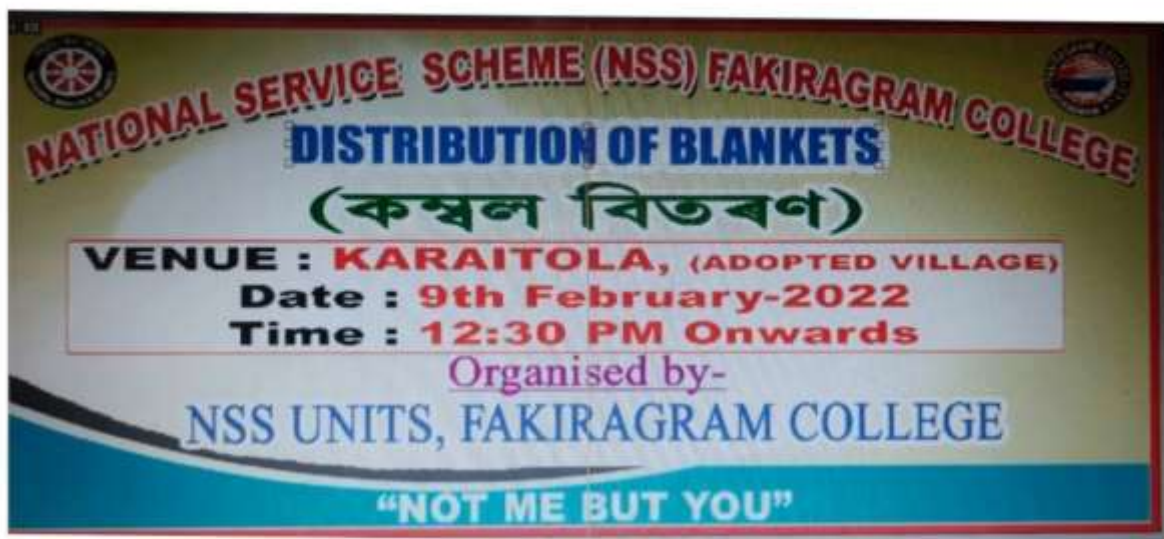 NATIONAL SERVICE SCHEME (NSS) FAKIRAGRAM COLLEGE
DISTRIBUTION OF BLANKETS
(কম্বল বিতৰণ)
VENUE : KARAITOLA, (ADOPTED VILLAGE)
Date : 9th February-2022
Time : 12:30 PM Onwards
Organised by-
NSS UNITS, FAKIRAGRAM COLLEGE
“NOT ME BUT YOU”